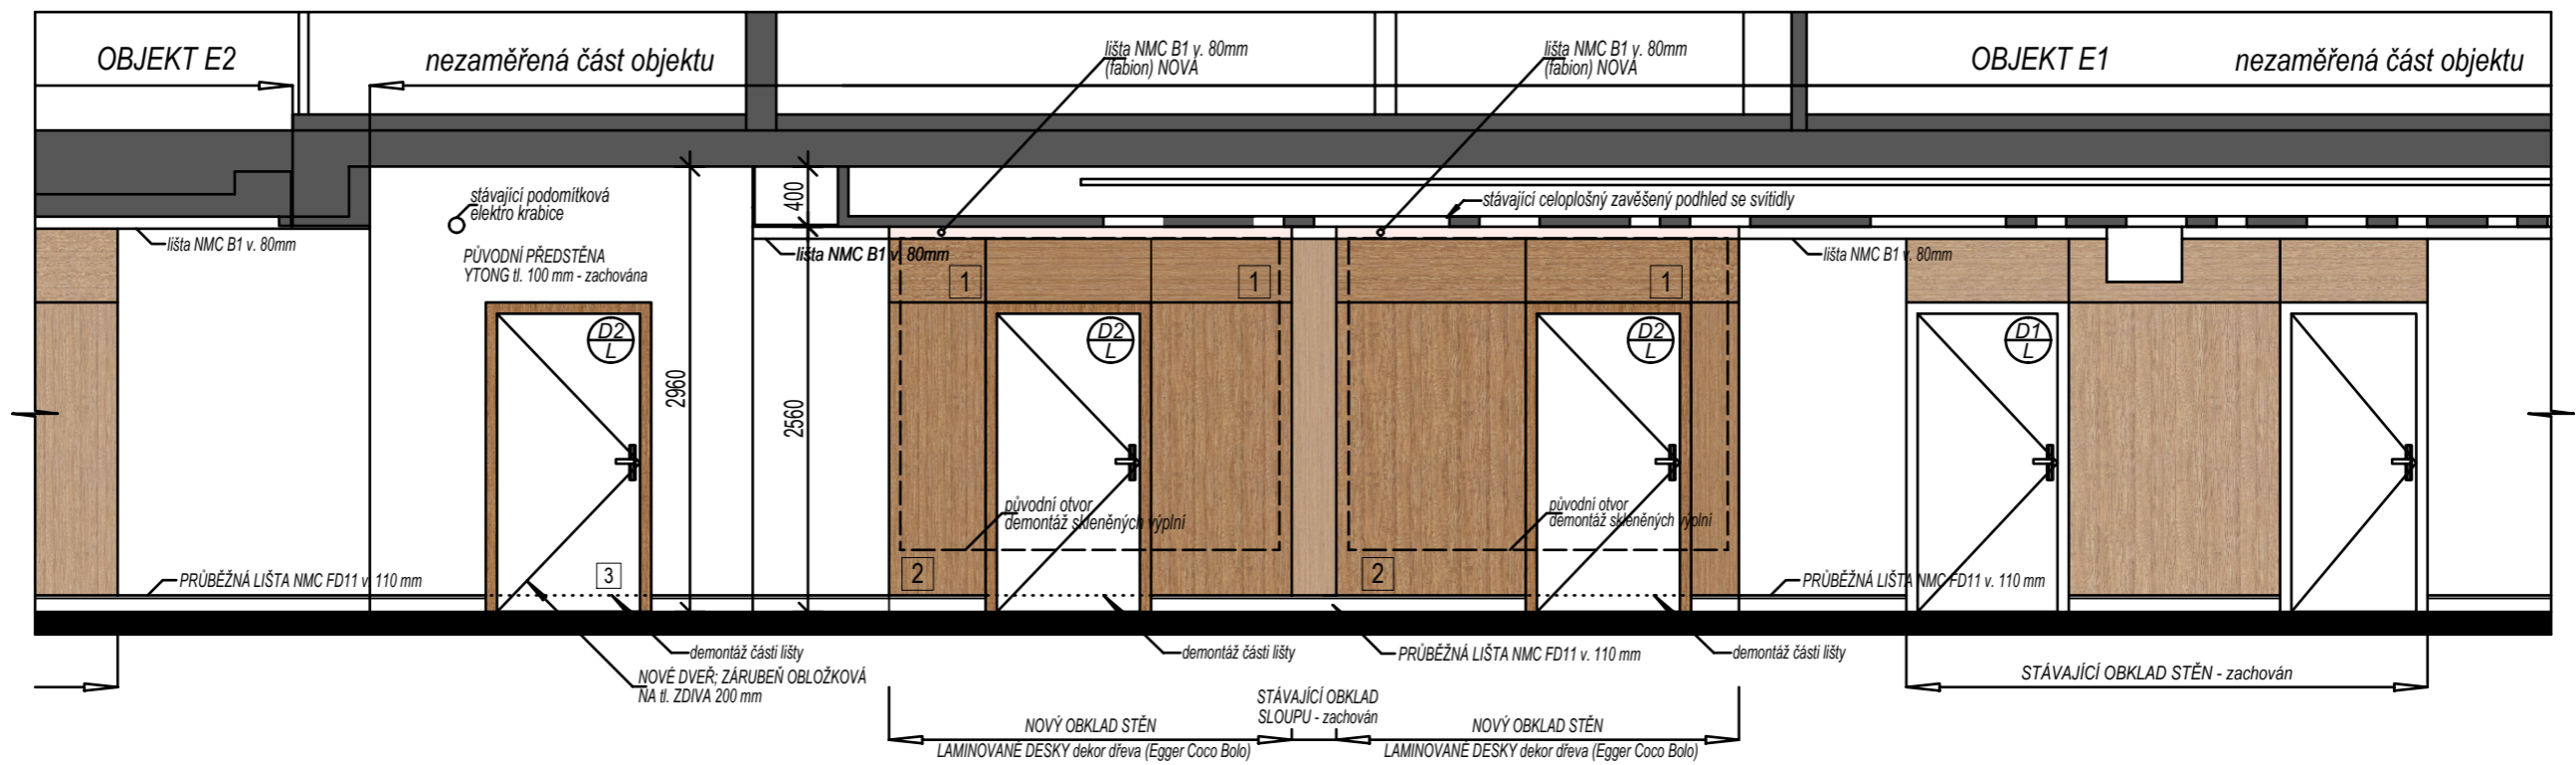 OBJEKT E2
nezaměřená část objektu
lišta NMC B1 v. 80mm
(fabion) NOVÁ
lišta NMC B1 v. 80mm
(fabion) NOVÁ
OBJEKT E1
nezaměřená část objektu
stávající podomítková
elektro krabice
400
stávající celoplošný zavěšený podhled se svítidly
lišta NMC B1 v. 80mm
PŮVODNÍ PŘEDSTĚNA
YTONG tl. 100 mm - zachována
lišta NMC B1 v. 80mm
lišta NMC B1 v. 80mm
1
1
1
D2
L
D2
L
D2
L
D1
L
2960
2560
původní otvor
demontáž skleněných výplní
původní otvor
demontáž skleněných výplní
PRŮBĚŽNÁ LIŠTA NMC FD11 v. 110 mm
3
2
2
PRŮBĚŽNÁ LIŠTA NMC FD11 v. 110 mm
demontáž části lišty
demontáž části lišty
PRŮBĚŽNÁ LIŠTA NMC FD11 v. 110 mm
demontáž části lišty
NOVÉ DVEŘ; ZÁRUBEŇ OBLOŽKOVÁ
NA tl. ZDIVA 200 mm
STÁVAJÍCÍ OBKLAD STĚN - zachován
STÁVAJÍCÍ OBKLAD
SLOUPU - zachován
NOVÝ OBKLAD STĚN
LAMINOVANÉ DESKY dekor dřeva (Egger Coco Bolo)
NOVÝ OBKLAD STĚN
LAMINOVANÉ DESKY dekor dřeva (Egger Coco Bolo)